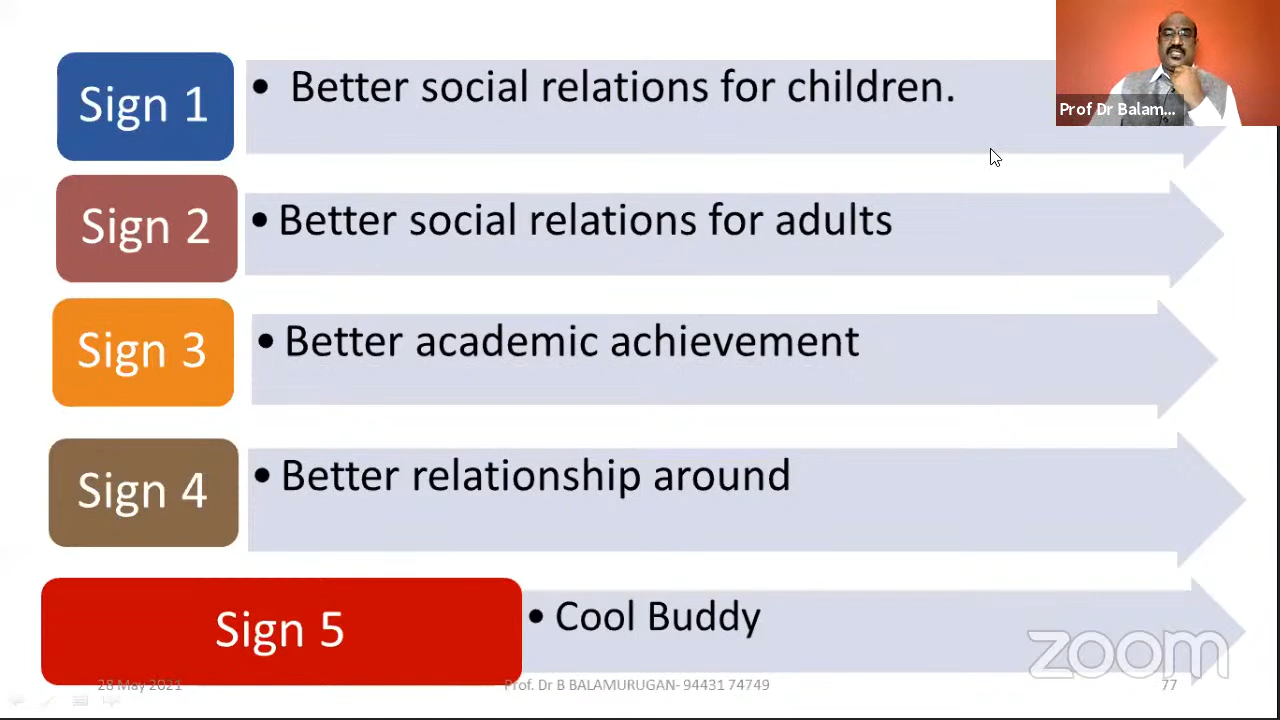 Sign 1
• Better social relations for children.
Prof Dr Balam...
Sign 2
• Better social relations for adults
Sign 3
• Better academic achievement
Sign 4
• Better relationship around
Sign 5
• Cool Buddy
zoom
28 May 2021
Prof. Dr B BALAMURUGAN- 94431 74749
77